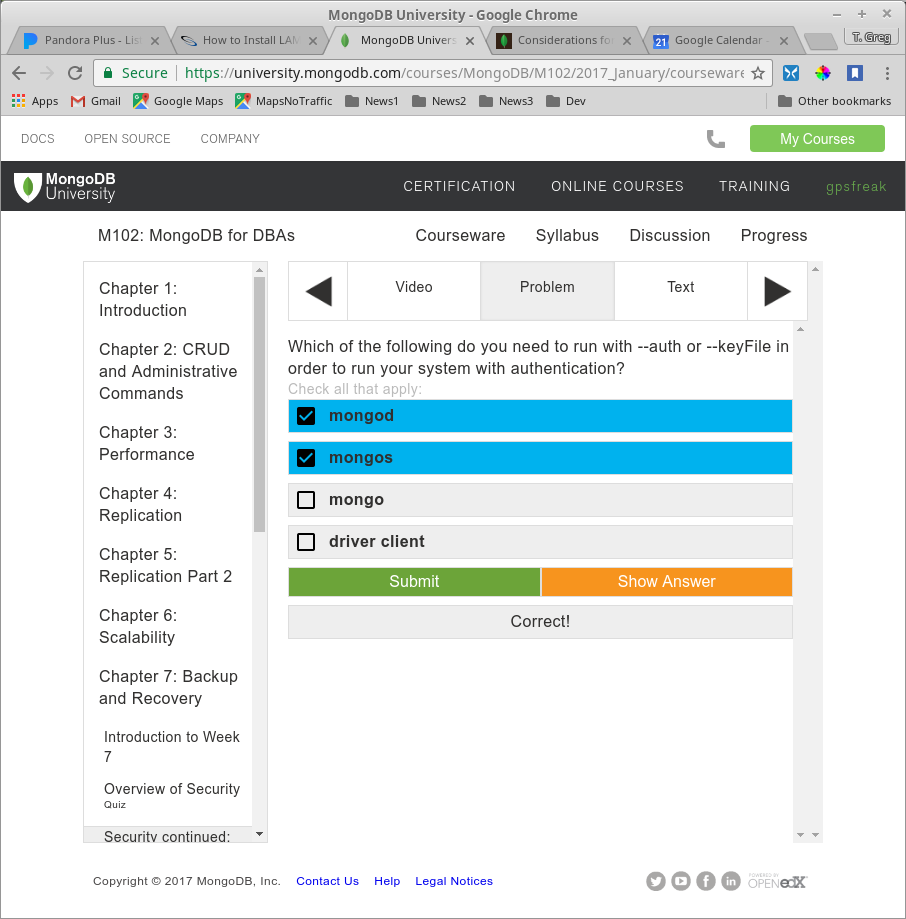 MongoDB University - Google Chrome
Pandora Plus - List
How to Install LAM
MongoDB Univers
Considerations for
21
Google Calendar -
T. Greg
Secure
https://university.mongodb.com/courses/MongoDB/M102/2017_January/courseware
Apps
Gmail
Google Maps
MapsNoTraffic
News1
News2
News3
Dev
Other bookmarks
DOCS
OPEN SOURCE
COMPANY
My Courses
MongoDB
University
CERTIFICATION
ONLINE COURSES
TRAINING
gpsfreak
M102: MongoDB for DBAs
Courseware
Syllabus
Discussion
Progress
Chapter 1:
Introduction
Chapter 2: CRUD
and Administrative
Commands
Chapter 3:
Performance
Chapter 4:
Replication
Chapter 5:
Replication Part 2
Chapter 6:
Scalability
Chapter 7: Backup
and Recovery
Introduction to Week
7
Overview of Security
Quiz
Security continued:
Video
Problem
Text
Which of the following do you need to run with --auth or --keyFile in
order to run your system with authentication?
Check all that apply:
mongod
mongos
mongo
driver client
Submit
Show Answer
Correct!
Copyright © 2017 MongoDB, Inc.
Contact Us
Help
Legal Notices
POWERED BY
OPEN edX